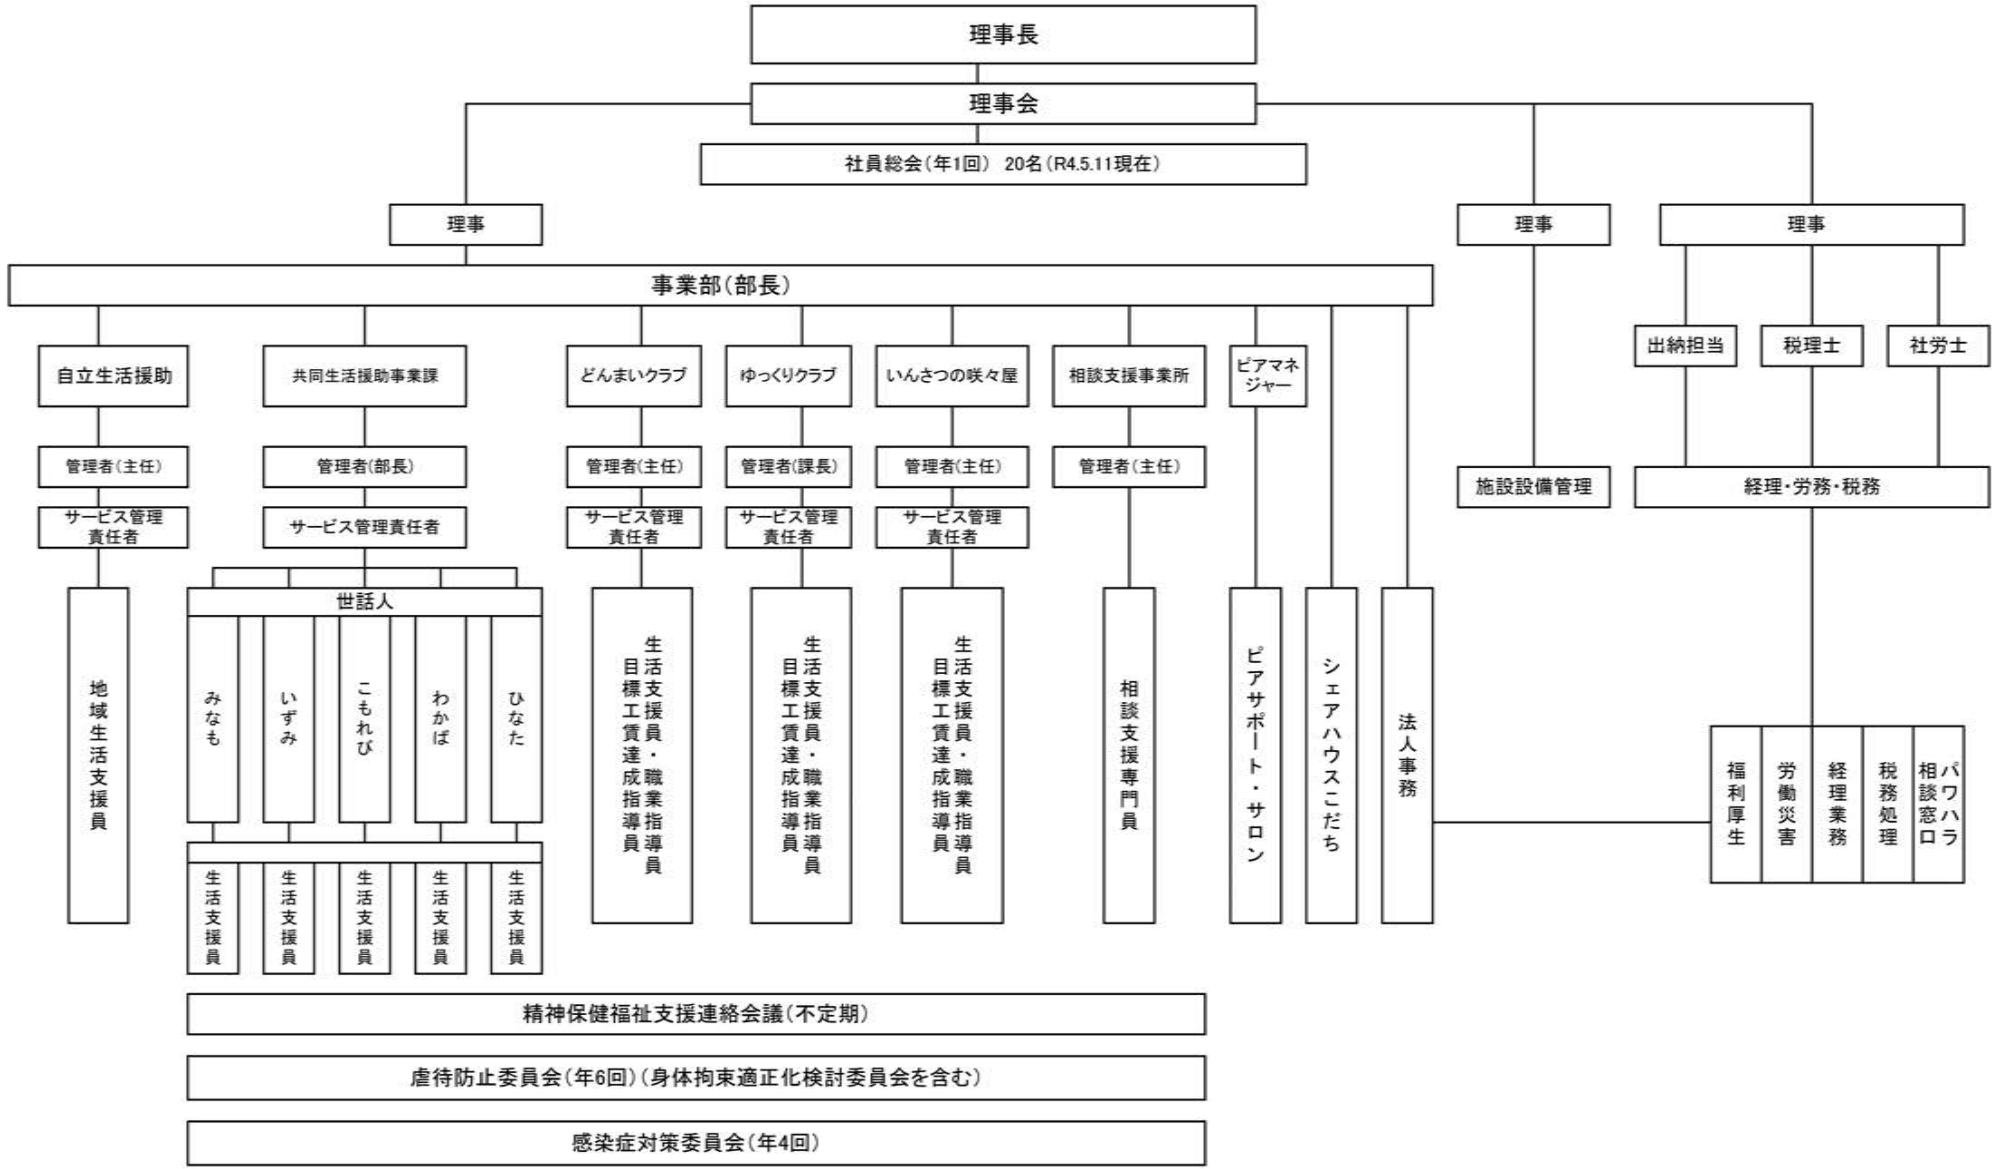 理事長
理事会
社員総会(年1回) 20名(R4.5.11現在)
理事
理事
理事
事業部(部長)
出納担当
税理士
社労士
自立生活援助
共同生活援助事業課
どんまいクラブ
ゆっくりクラブ
いんさつの咲々屋
相談支援事業所
ピアマネ
ジャー
管理者(主任)
管理者(部長)
管理者(主任)
管理者(課長)
管理者(主任)
管理者(主任)
施設設備管理
経理・労務・税務
サービス管理
責任者
サービス管理責任者
サービス管理
責任者
サービス管理
責任者
サービス管理
責任者
世話人
地域生活支援員
みなも
いずみ
こもれび
わかば
ひなた
生活支援員・職業指導員
目標工賃達成指導員
生活支援員・職業指導員
目標工賃達成指導員
生活支援員・職業指導員
目標工賃達成指導員
相談支援専門員
ピアサポート・サロン
シェアハウスこだち
法人事務
福利厚生
労働災害
経理業務
税務処理
パワハラ
相談窓口
生活支援員
生活支援員
生活支援員
生活支援員
生活支援員
精神保健福祉支援連絡会議(不定期)
虐待防止委員会(年6回)(身体拘束適正化検討委員会を含む)
感染症対策委員会(年4回)